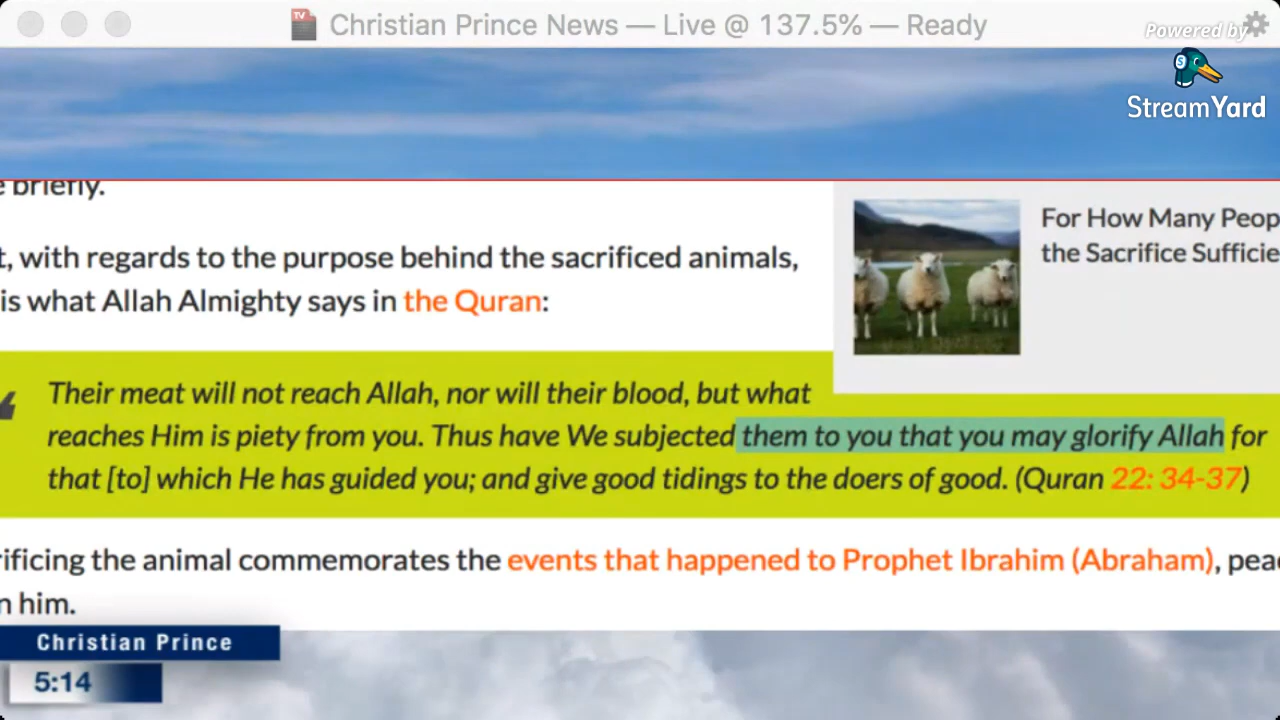 Christian Prince News — Live @ 137.5% — Ready
Powered by
StreamYard
briefly.
, with regards to the purpose behind the sacrificed animals,
is what Allah Almighty says in the Quran:
For How Many Peop
the Sacrifice Sufficie
Their meat will not reach Allah, nor will their blood, but what
reaches Him is piety from you. Thus have We subjected them to you that you may glorify Allah for
that [to] which He has guided you; and give good tidings to the doers of good. (Quran 22: 34-37)
rificing the animal commemorates the events that happened to Prophet Ibrahim (Abraham), peac
n him.
Christian Prince
5:14